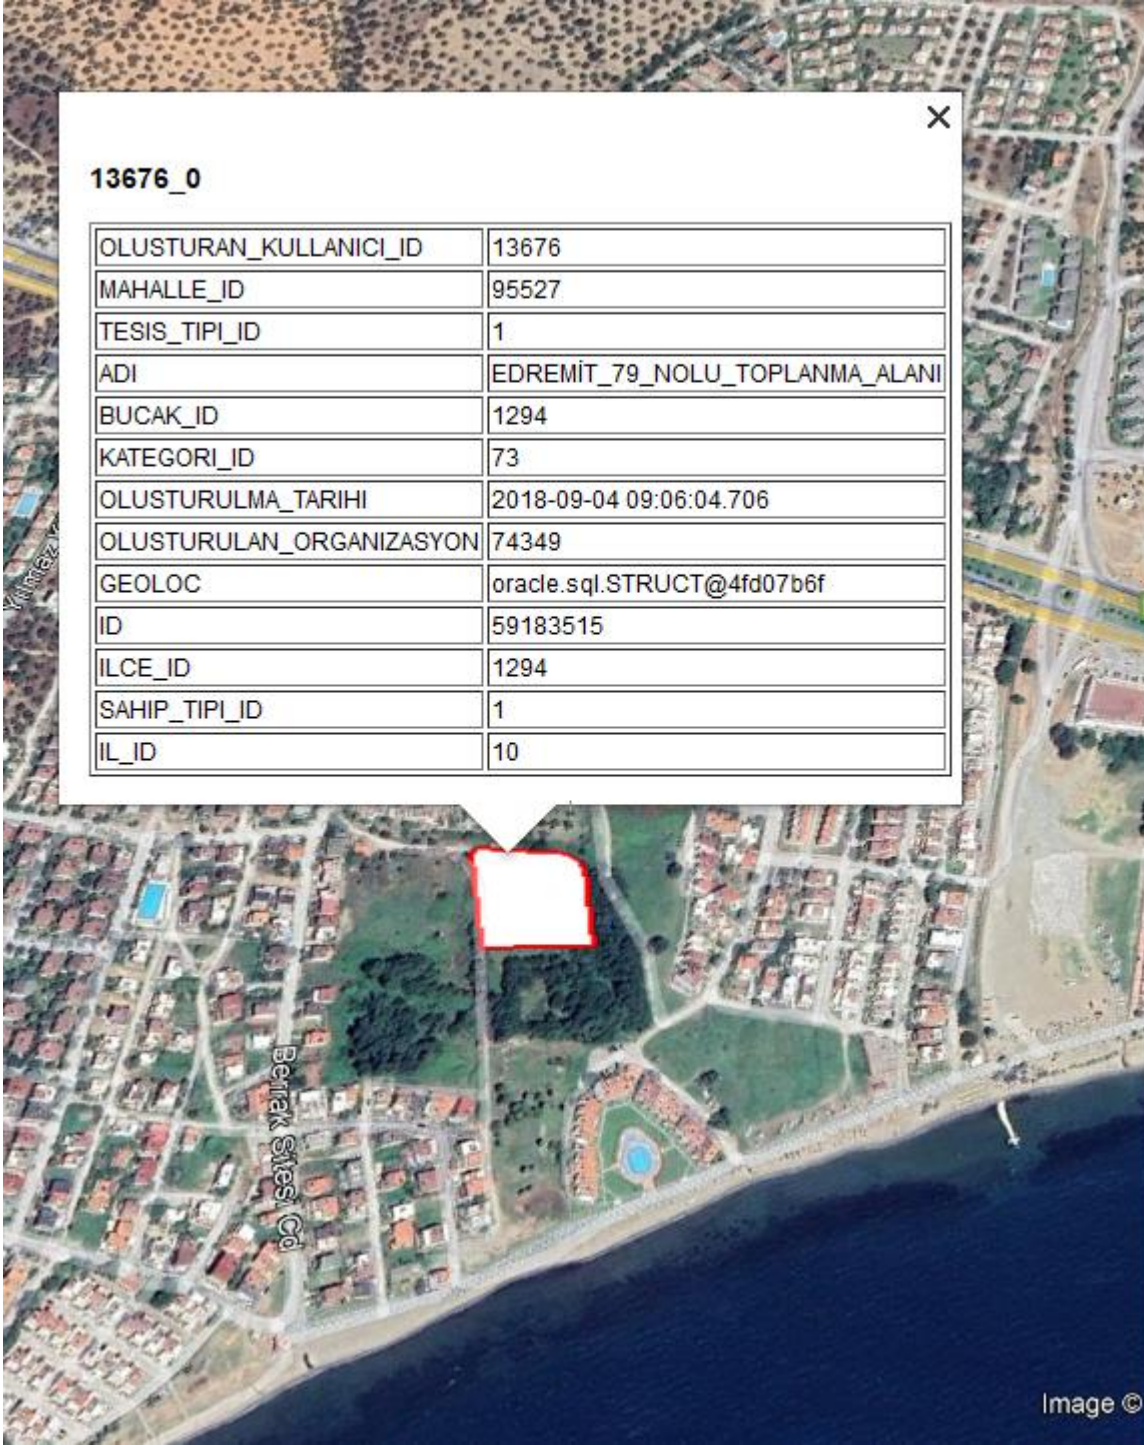 13676_0
OLUSTURAN_KULLANICI_ID 13676
MAHALLE_ID 95527
TESIS_TIPI_ID 1
ADI EDREMİT_79_NOLU_TOPLANMA_ALANI
BUCAK_ID 1294
KATEGORI_ID 73
OLUSTURULMA_TARIHI 2018-09-04 09:06:04.706
OLUSTURULAN_ORGANIZASYON 74349
GEOLOC oracle.sql.STRUCT@4fd07b6f
ID 59183515
ILCE_ID 1294
SAHIP_TIPI_ID 1
IL_ID 10
Berrak Sitesi Cd
Image ©